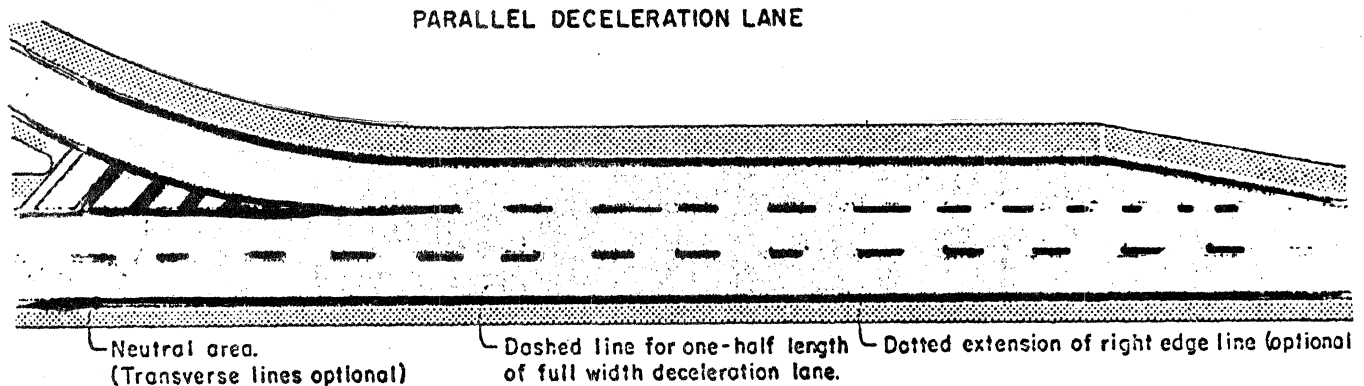 PARALLEL DECELERATION LANE
Neutral area.
(Transverse lines optional)
Dashed line for one-half length
of full width deceleration lane.
Dotted extension of right edge line (optional